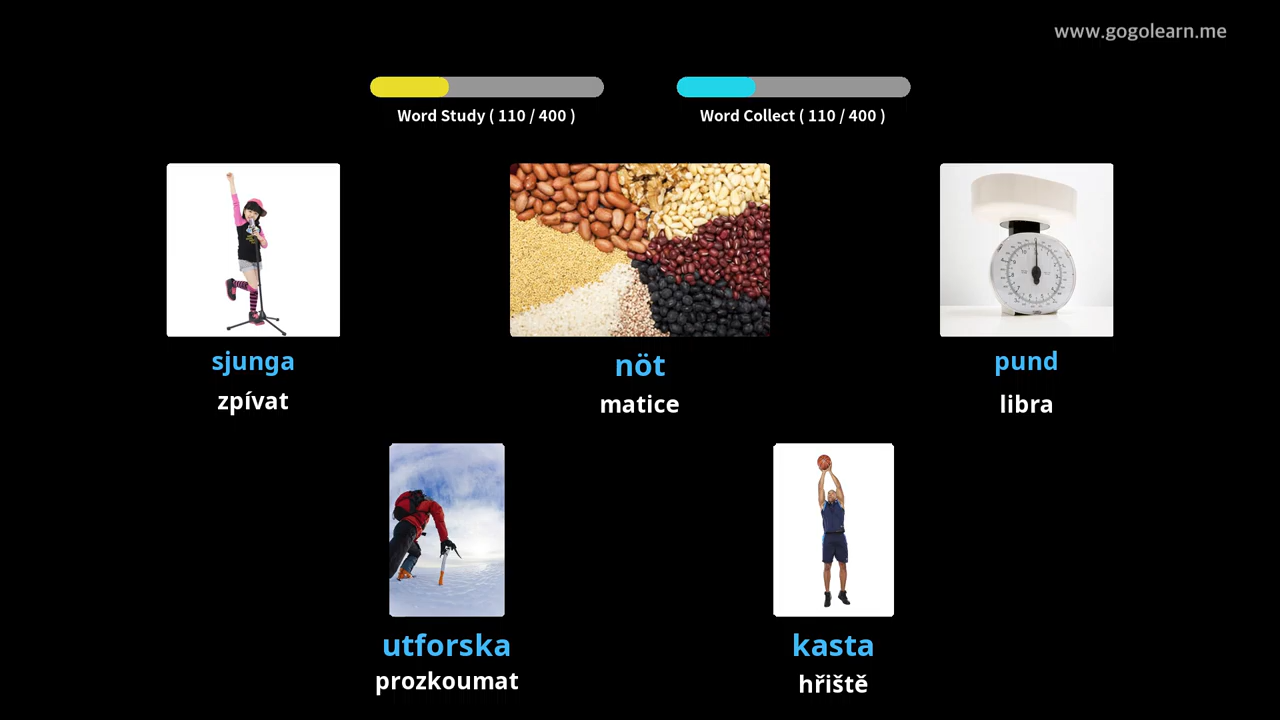 www.gogolearn.me
Word Study ( 110 / 400 )
Word Collect ( 110 / 400 )
sjunga
zpívat
nöt
matice
pund
libra
utforska
prozkoumat
kasta
hřiště